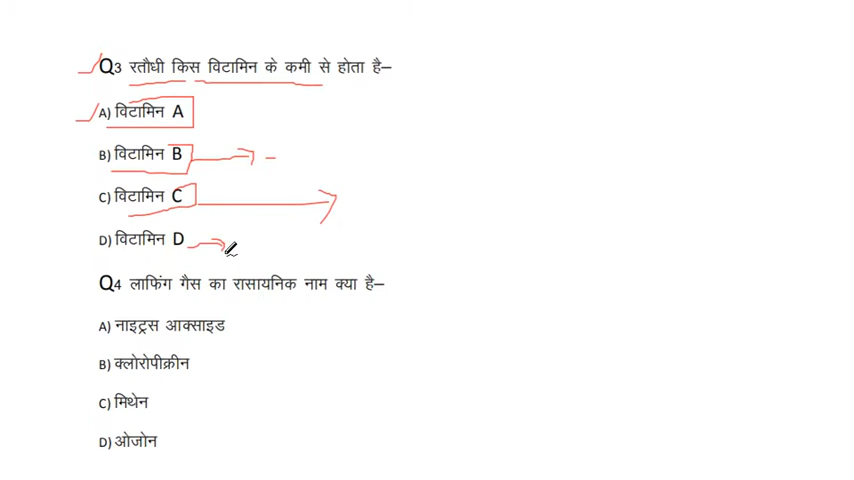 Q3 रतौधी किस विटामिन के कमी से होता है–
A) विटामिन A
B) विटामिन B
C) विटामिन C
D) विटामिन D
Q4 लाफिंग गैस का रासायनिक नाम क्या है–
A) नाइट्रस आक्साइड
B) क्लोरोपीक्रीन
C) मिथेन
D) ओजोन